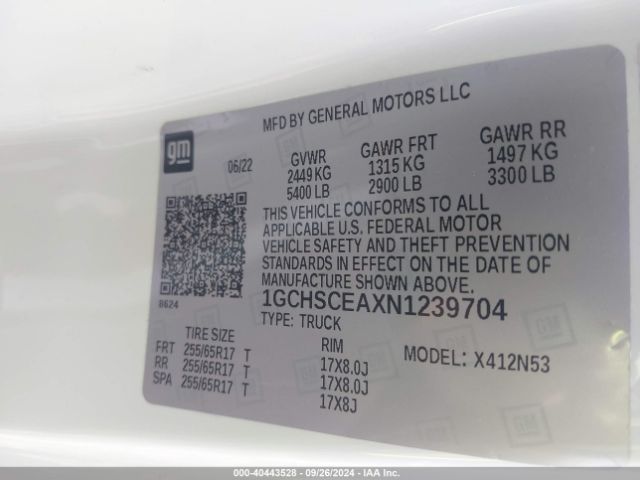 MFD BY GENERAL MOTORS LLC
gm
06/22
GVWR GAWR FRT GAWR RR
2449 KG 1315 KG 1497 KG
5400 LB 2900 LB 3300 LB
THIS VEHICLE CONFORMS TO ALL
APPLICABLE U.S. FEDERAL MOTOR
VEHICLE SAFETY AND THEFT PREVENTION
STANDARDS IN EFFECT ON THE DATE OF
MANUFACTURE SHOWN ABOVE.
8624
1GCHSCEAXN1239704
TYPE: TRUCK
TIRE SIZE RIM
FRT 255/65R17 T 17X8.0J
RR 255/65R17 T 17X8.0J
SPA 255/65R17 T 17X8J
MODEL: X412N53
000-40443528 - 09/26/2024 - Copyright IAA, Inc.